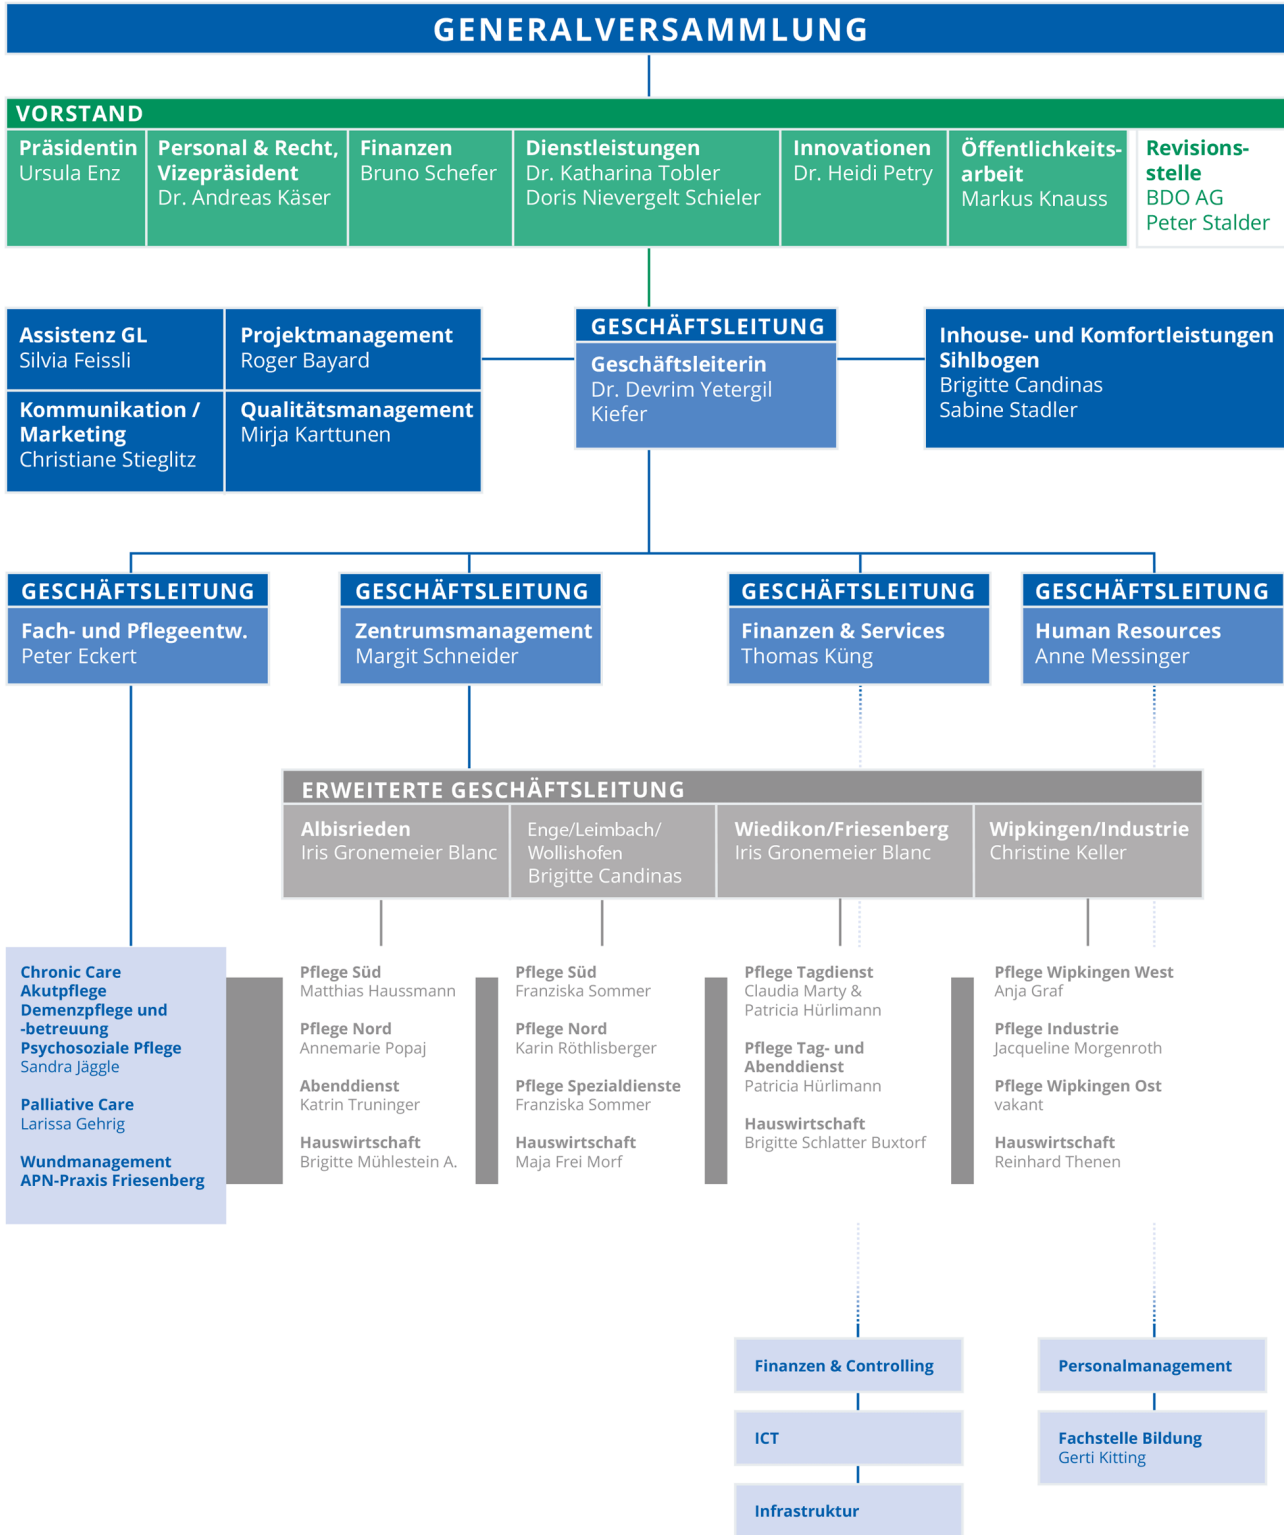 GENERALVERSAMMLUNG
VORSTAND
Präsidentin
Ursula Enz
Personal & Recht,
Vizepräsident
Dr. Andreas Käser
Finanzen
Bruno Schefer
Dienstleistungen
Dr. Katharina Tobler
Doris Nievergelt Schieler
Innovationen
Dr. Heidi Petry
Öffentlichkeits-
arbeit
Markus Knauss
Revisions-
stelle
BDO AG
Peter Stalder
Assistenz GL
Silvia Feissli
Projektmanagement
Roger Bayard
Kommunikation /
Marketing
Christiane Stieglitz
Qualitätsmanagement
Mirja Karttunen
GESCHÄFTSLEITUNG
Geschäftsleiterin
Dr. Devrim Yetergil
Kiefer
Inhouse- und Komfortleistungen
Sihlbogen
Brigitte Candinas
Sabine Stadler
GESCHÄFTSLEITUNG
Fach- und Pflegeentw.
Peter Eckert
GESCHÄFTSLEITUNG
Zentrumsmanagement
Margit Schneider
GESCHÄFTSLEITUNG
Finanzen & Services
Thomas Küng
GESCHÄFTSLEITUNG
Human Resources
Anne Messinger
ERWEITERTE GESCHÄFTSLEITUNG
Albisrieden
Iris Gronemeier Blanc
Enge/Leimbach/
Wollishofen
Brigitte Candinas
Wiedikon/Friesenberg
Iris Gronemeier Blanc
Wipkingen/Industrie
Christine Keller
Chronic Care
Akutpflege
Demenzpflege und
-betreuung
Psychosoziale Pflege
Sandra Jäggle
Palliative Care
Larissa Gehrig
Wundmanagement
APN-Praxis Friesenberg
Pflege Süd
Matthias Haussmann
Pflege Nord
Annemarie Popaj
Abenddienst
Katrin Truninger
Hauswirtschaft
Brigitte Mühlestein A.
Pflege Süd
Franziska Sommer
Pflege Nord
Karin Röthlisberger
Pflege Spezialdienste
Franziska Sommer
Hauswirtschaft
Maja Frei Morf
Pflege Tagdienst
Claudia Marty &
Patricia Hürlimann
Pflege Tag- und
Abenddienst
Patricia Hürlimann
Hauswirtschaft
Brigitte Schlatter Buxtorf
Pflege Wipkingen West
Anja Graf
Pflege Industrie
Jacqueline Morgenroth
Pflege Wipkingen Ost
vakant
Hauswirtschaft
Reinhard Thenen
Finanzen & Controlling
ICT
Infrastruktur
Personalmanagement
Fachstelle Bildung
Gerti Kitting